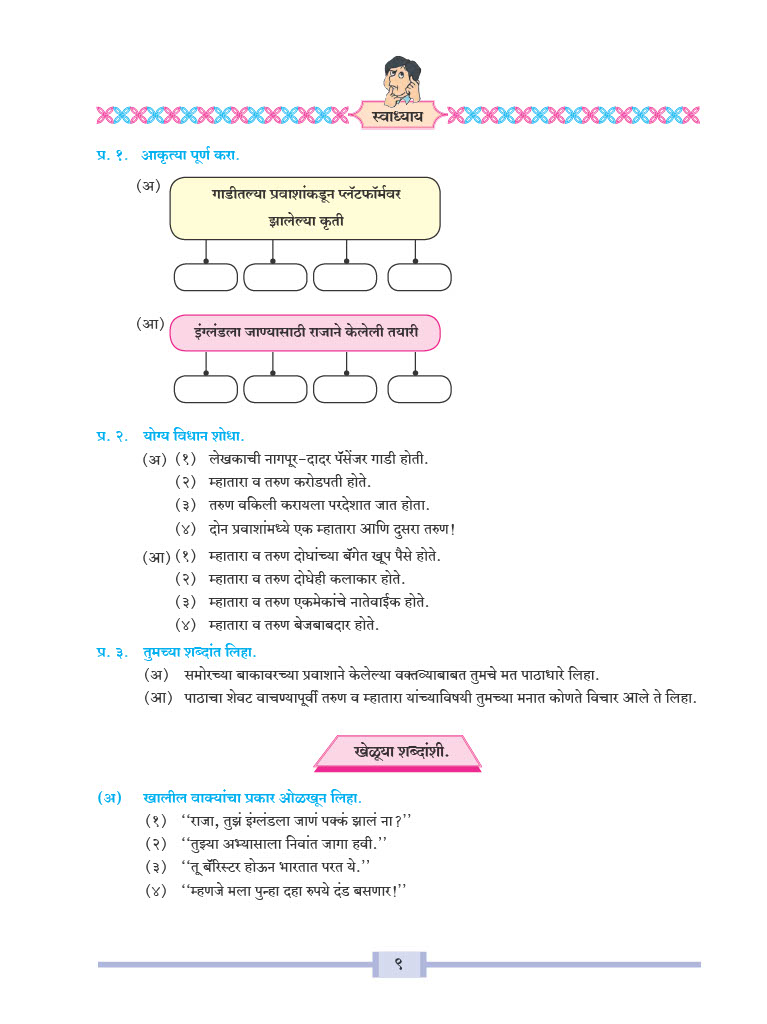 स्वाध्याय
प्र. १. आकृत्या पूर्ण करा.
(अ) गाडीतल्या प्रवाशांकडून प्लॅटफॉर्मवर
झालेल्या कृती
(आ) इंग्लंडला जाण्यासाठी राजाने केलेली तयारी
प्र. २. योग्य विधान शोधा.
(अ) (१) लेखकाची नागपूर-दादर पॅसेंजर गाडी होती.
(२) म्हातारा व तरुण करोडपती होते.
(३) तरुण वकिली करायला परदेशात जात होता.
(४) दोन प्रवाशांमध्ये एक म्हातारा आणि दुसरा तरुण!
(आ) (१) म्हातारा व तरुण दोघांच्या बॅगेत खूप पैसे होते.
(२) म्हातारा व तरुण दोघेही कलाकार होते.
(३) म्हातारा व तरुण एकमेकांचे नातेवाईक होते.
(४) म्हातारा व तरुण बेजबाबदार होते.
प्र. ३. तुमच्या शब्दांत लिहा.
(अ) समोरच्या बाकावरच्या प्रवाशाने केलेल्या वक्तव्याबाबत तुमचे मत पाठाधारे लिहा.
(आ) पाठाचा शेवट वाचण्यापूर्वी तरुण व म्हातारा यांच्याविषयी तुमच्या मनात कोणते विचार आले ते लिहा.
खेळूया शब्दांशी.
(अ) खालील वाक्यांचा प्रकार ओळखून लिहा.
(१) ‘‘राजा, तुझं इंग्लंडला जाणं पक्कं झालं ना?’’
(२) ‘‘तुझ्या अभ्यासाला निवांत जागा हवी.’’
(३) ‘‘तू बॅरिस्टर होऊन भारतात परत ये.’’
(४) ‘‘म्हणजे मला पुन्हा दहा रुपये दंड बसणार!’’
९